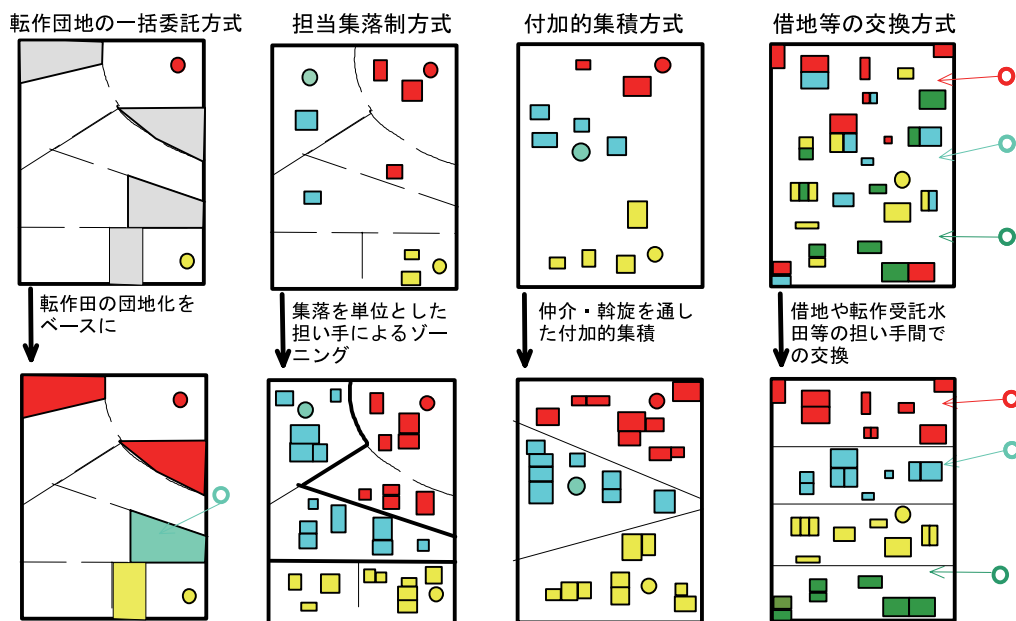 転作団地の一括委託方式
担当集落制方式
付加的集積方式
借地等の交換方式
転作田の団地化を
ベースに
集落を単位とした
担い手によるゾー
ニング
仲介・斡旋を通し
た付加的集積
借地や転作受託水
田等の担い手間で
の交換